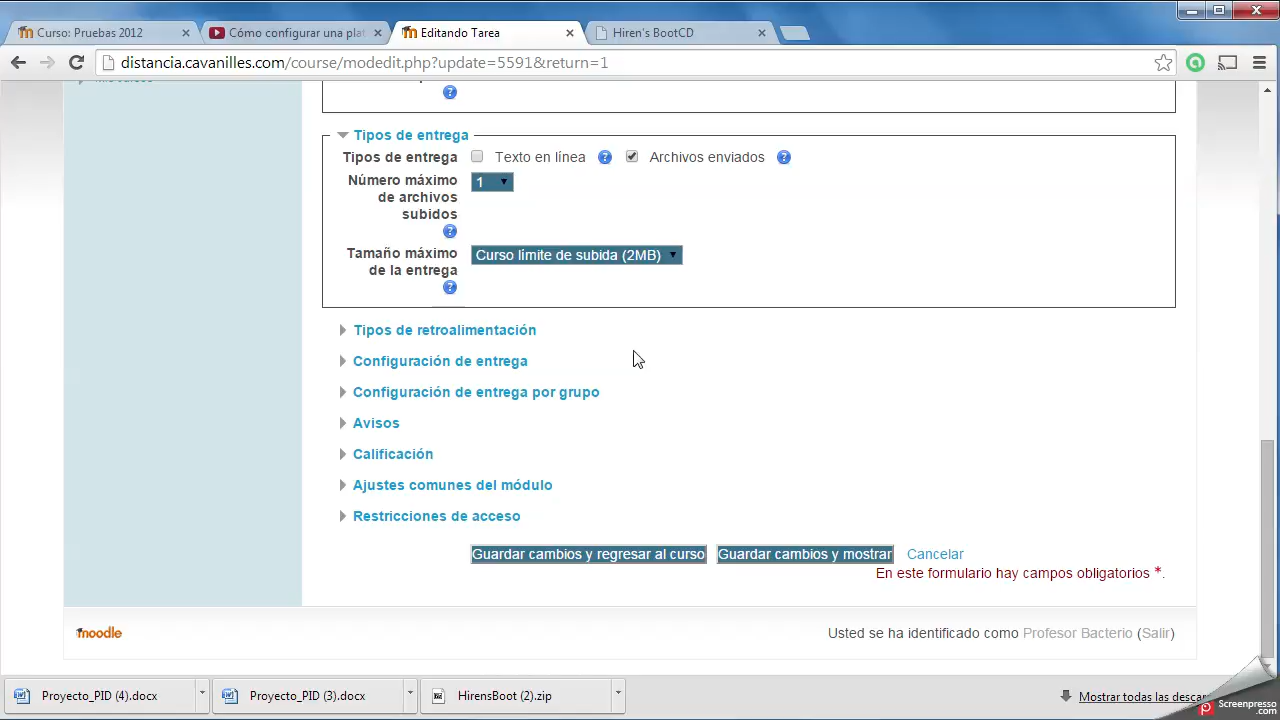 Curso: Pruebas 2012
Cómo configurar una plat
Editando Tarea
Hiren's BootCD
distancia.cavanilles.com/course/modedit.php?update=5591&return=1
Tipos de entrega
Tipos de entrega
Texto en línea
Archivos enviados
Número máximo
de archivos
subidos
1
Tamaño máximo
de la entrega
Curso límite de subida (2MB)
Tipos de retroalimentación
Configuración de entrega
Configuración de entrega por grupo
Avisos
Calificación
Ajustes comunes del módulo
Restricciones de acceso
Guardar cambios y regresar al curso
Guardar cambios y mostrar
Cancelar
En este formulario hay campos obligatorios *.
moodle
Usted se ha identificado como Profesor Bacterio (Salir)
Proyecto_PID (4).docx
Proyecto_PID (3).docx
HirensBoot (2).zip
Mostrar todas las descar
Screenpresso
.com